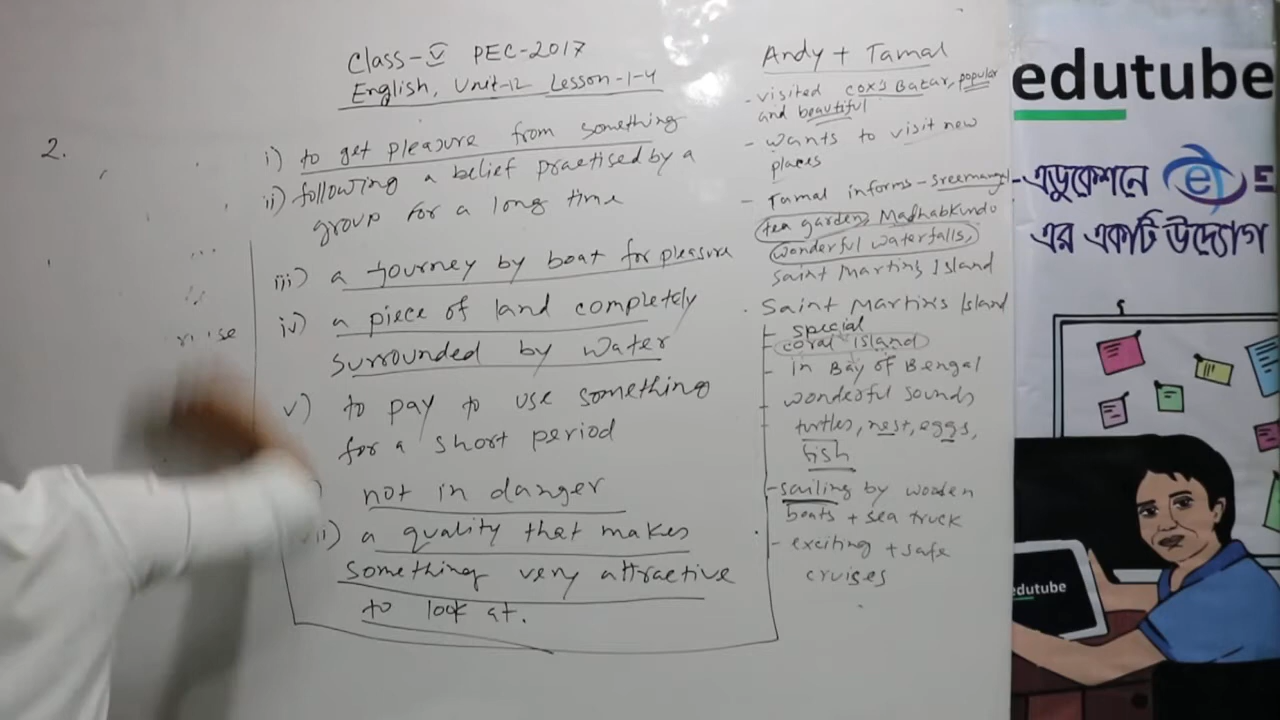 Class-V PEC-2017
English, Unit-12 Lesson-1-4
2.
i) to get pleasure from something
ii) following a belief practised by a
group for a long time
iii) a journey by boat for pleasure
iv) a piece of land completely
surrounded by water
v) to pay to use something
for a short period
not in danger
a quality that makes
something very attractive
to look at.
Andy + Tamal
- visited cox's Bazar, popular
and beautiful
- wants to visit new
places
- Tamal informs - sreemangal
tea garden, Madhabkundo
wonderful waterfalls,
saint Martins Island
. Saint Martins Island
- special
- coral island
- in Bay of Bengal
- wonderful sounds
- turtles, nest, eggs,
fish
- sailing by wooden
boats + sea truck
- exciting + safe
cruises
edutube
এডুকেশনে e E
এর একটি উদ্যোগ
edutube